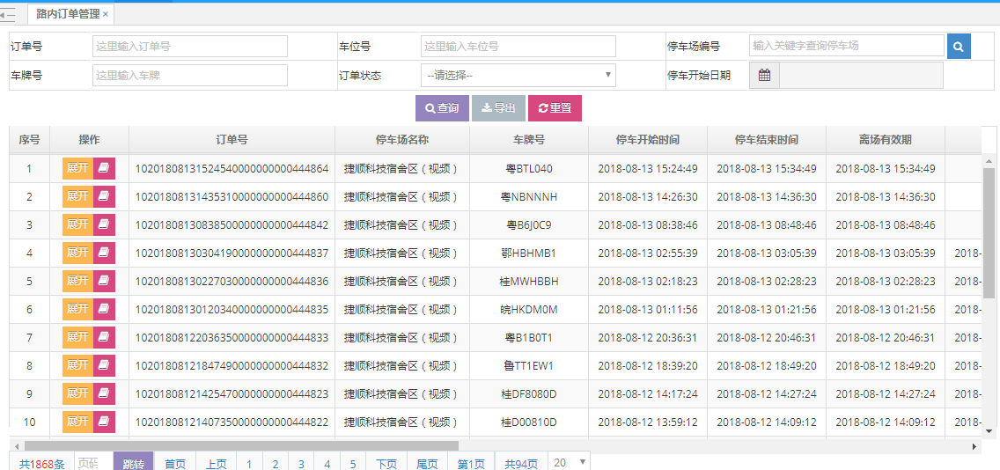 路内订单管理 ×
订单号 这里输入订单号 车位号 这里输入车位号 停车场编号 输入关键字查询停车场
车牌号 这里输入车牌 订单状态 --请选择-- 停车开始日期
查询 导出 重置
序号 操作 订单号 停车场名称 车牌号 停车开始时间 停车结束时间 离场有效期
1 展开 10201808131524540000000000444864 捷顺科技宿舍区（视频） 粤BTL040 2018-08-13 15:24:49 2018-08-13 15:34:49 2018-08-13 15:34:49
2 展开 10201808131435310000000000444860 捷顺科技宿舍区（视频） 粤NBNNNH 2018-08-13 14:26:30 2018-08-13 14:36:30 2018-08-13 14:36:30
3 展开 10201808130838500000000000444842 捷顺科技宿舍区（视频） 粤B6J0C9 2018-08-13 08:38:46 2018-08-13 08:48:46 2018-08-13 08:48:46
4 展开 10201808130304190000000000444837 捷顺科技宿舍区（视频） 鄂HBHMB1 2018-08-13 02:55:39 2018-08-13 03:05:39 2018-08-13 03:05:39 2018-
5 展开 10201808130227030000000000444836 捷顺科技宿舍区（视频） 桂MWHBBH 2018-08-13 02:18:23 2018-08-13 02:28:23 2018-08-13 02:28:23 2018-
6 展开 10201808130120340000000000444835 捷顺科技宿舍区（视频） 皖HKDM0M 2018-08-13 01:11:56 2018-08-13 01:21:56 2018-08-13 01:21:56 2018-
7 展开 10201808122036350000000000444833 捷顺科技宿舍区（视频） 粤B1B0T1 2018-08-12 20:36:31 2018-08-12 20:46:31 2018-08-12 20:46:31 2018-
8 展开 10201808121847490000000000444832 捷顺科技宿舍区（视频） 鲁TT1EW1 2018-08-12 18:39:20 2018-08-12 18:49:20 2018-08-12 18:49:20 2018-
9 展开 10201808121425470000000000444823 捷顺科技宿舍区（视频） 桂DF8080D 2018-08-12 14:17:24 2018-08-12 14:27:24 2018-08-12 14:27:24 2018-
10 展开 10201808121407350000000000444822 捷顺科技宿舍区（视频） 桂D00810D 2018-08-12 13:59:12 2018-08-12 14:09:12 2018-08-12 14:09:12 2018-
共1868条 页码 跳转 首页 上页 1 2 3 4 5 下页 尾页 第1页 共94页 20